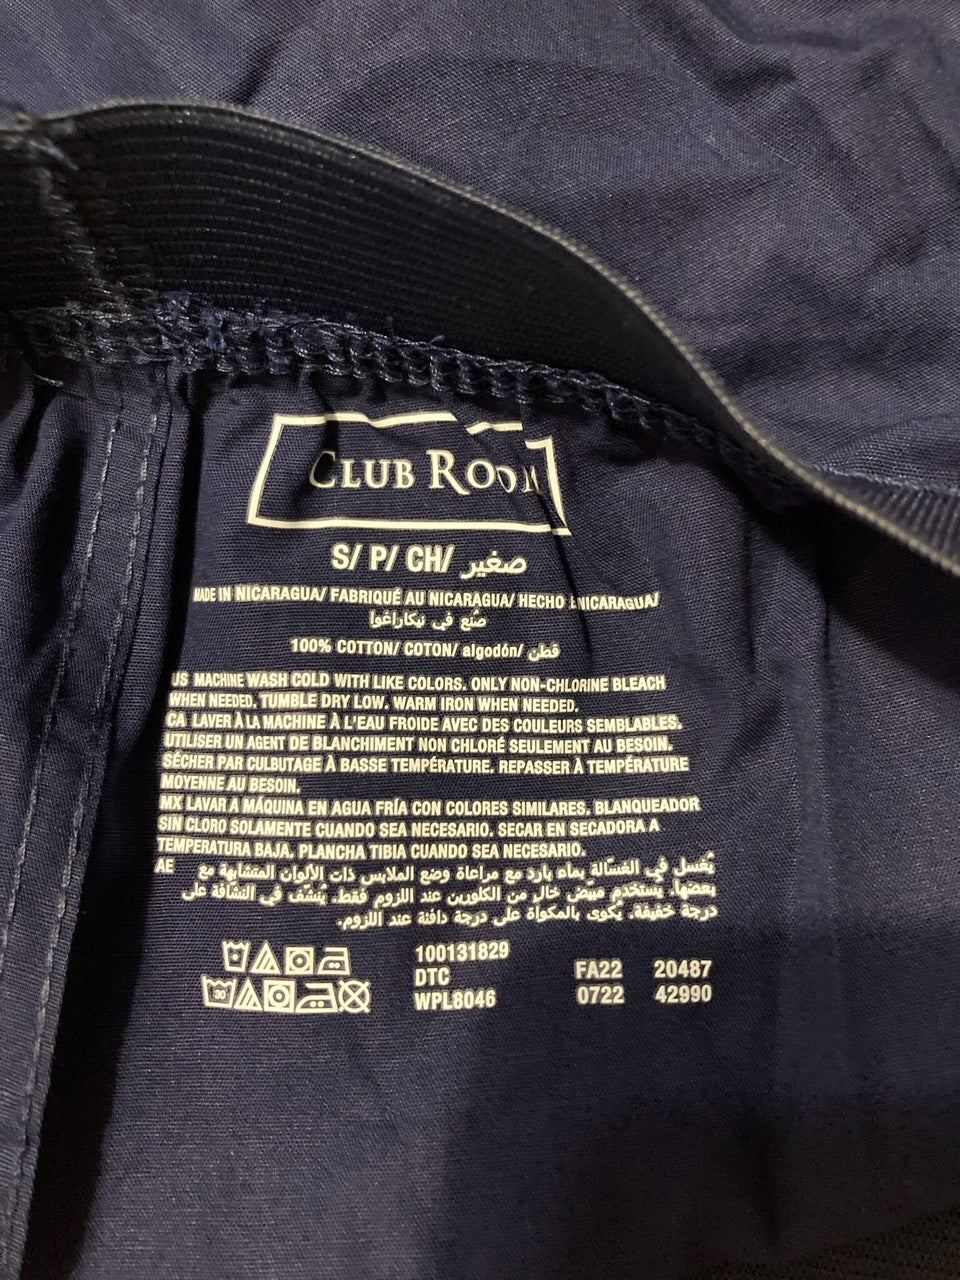 CLUB ROOM
S/ P/ CH/ صغير
MADE IN NICARAGUA/ FABRIQUÉ AU NICARAGUA/ HECHO NICARAGUA/
صُنع في نيكاراغوا
100% COTTON/ COTON/ algodón/ قطن
US MACHINE WASH COLD WITH LIKE COLORS. ONLY NON-CHLORINE BLEACH
WHEN NEEDED. TUMBLE DRY LOW. WARM IRON WHEN NEEDED.
CA LAVER À LA MACHINE À L'EAU FROIDE AVEC DES COULEURS SEMBLABLES.
UTILISER UN AGENT DE BLANCHIMENT NON CHLORÉ SEULEMENT AU BESOIN.
SÉCHER PAR CULBUTAGE À BASSE TEMPÉRATURE. REPASSER À TEMPÉRATURE
MOYENNE AU BESOIN.
MX LAVAR A MÁQUINA EN AGUA FRÍA CON COLORES SIMILARES. BLANQUEADOR
SIN CLORO SOLAMENTE CUANDO SEA NECESARIO. SECAR EN SECADORA A
TEMPERATURA BAJA. PLANCHA TIBIA CUANDO SEA NECESARIO.
AE يُغسل في الغسّالة بماء بارد مع مراعاة وضع الملابس ذات الألوان المتشابهة مع
بعضها. يُستخدم مبيّض خالٍ من الكلورين عند اللزوم فقط. يُنشّف في النشّافة على
درجة خفيفة. يُكوى بالمكواة على درجة دافئة عند اللزوم.
100131829
DTC FA22 20487
30 WPL8046 0722 42990